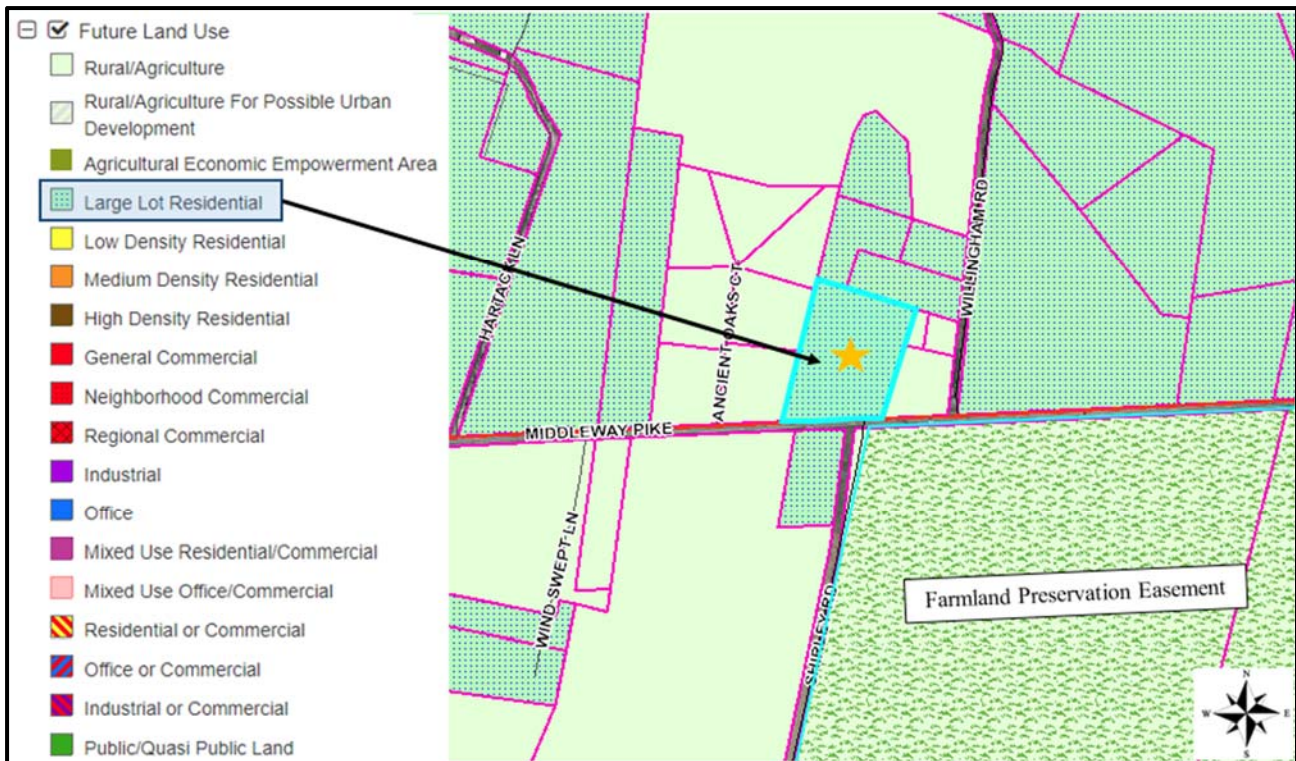 Future Land Use
Rural/Agriculture
Rural/Agriculture For Possible Urban
Development
Agricultural Economic Empowerment Area
Large Lot Residential
Low Density Residential
Medium Density Residential
High Density Residential
General Commercial
Neighborhood Commercial
Regional Commercial
Industrial
Office
Mixed Use Residential/Commercial
Mixed Use Office/Commercial
Residential or Commercial
Office or Commercial
Industrial or Commercial
Public/Quasi Public Land
HARTACK LN
ANCIENT OAKS CT
WILLINGHAM RD
MIDDLEWAY PIKE
WIND SWEPT LN
SHIRLEY RD
Farmland Preservation Easement
N
W
E
S